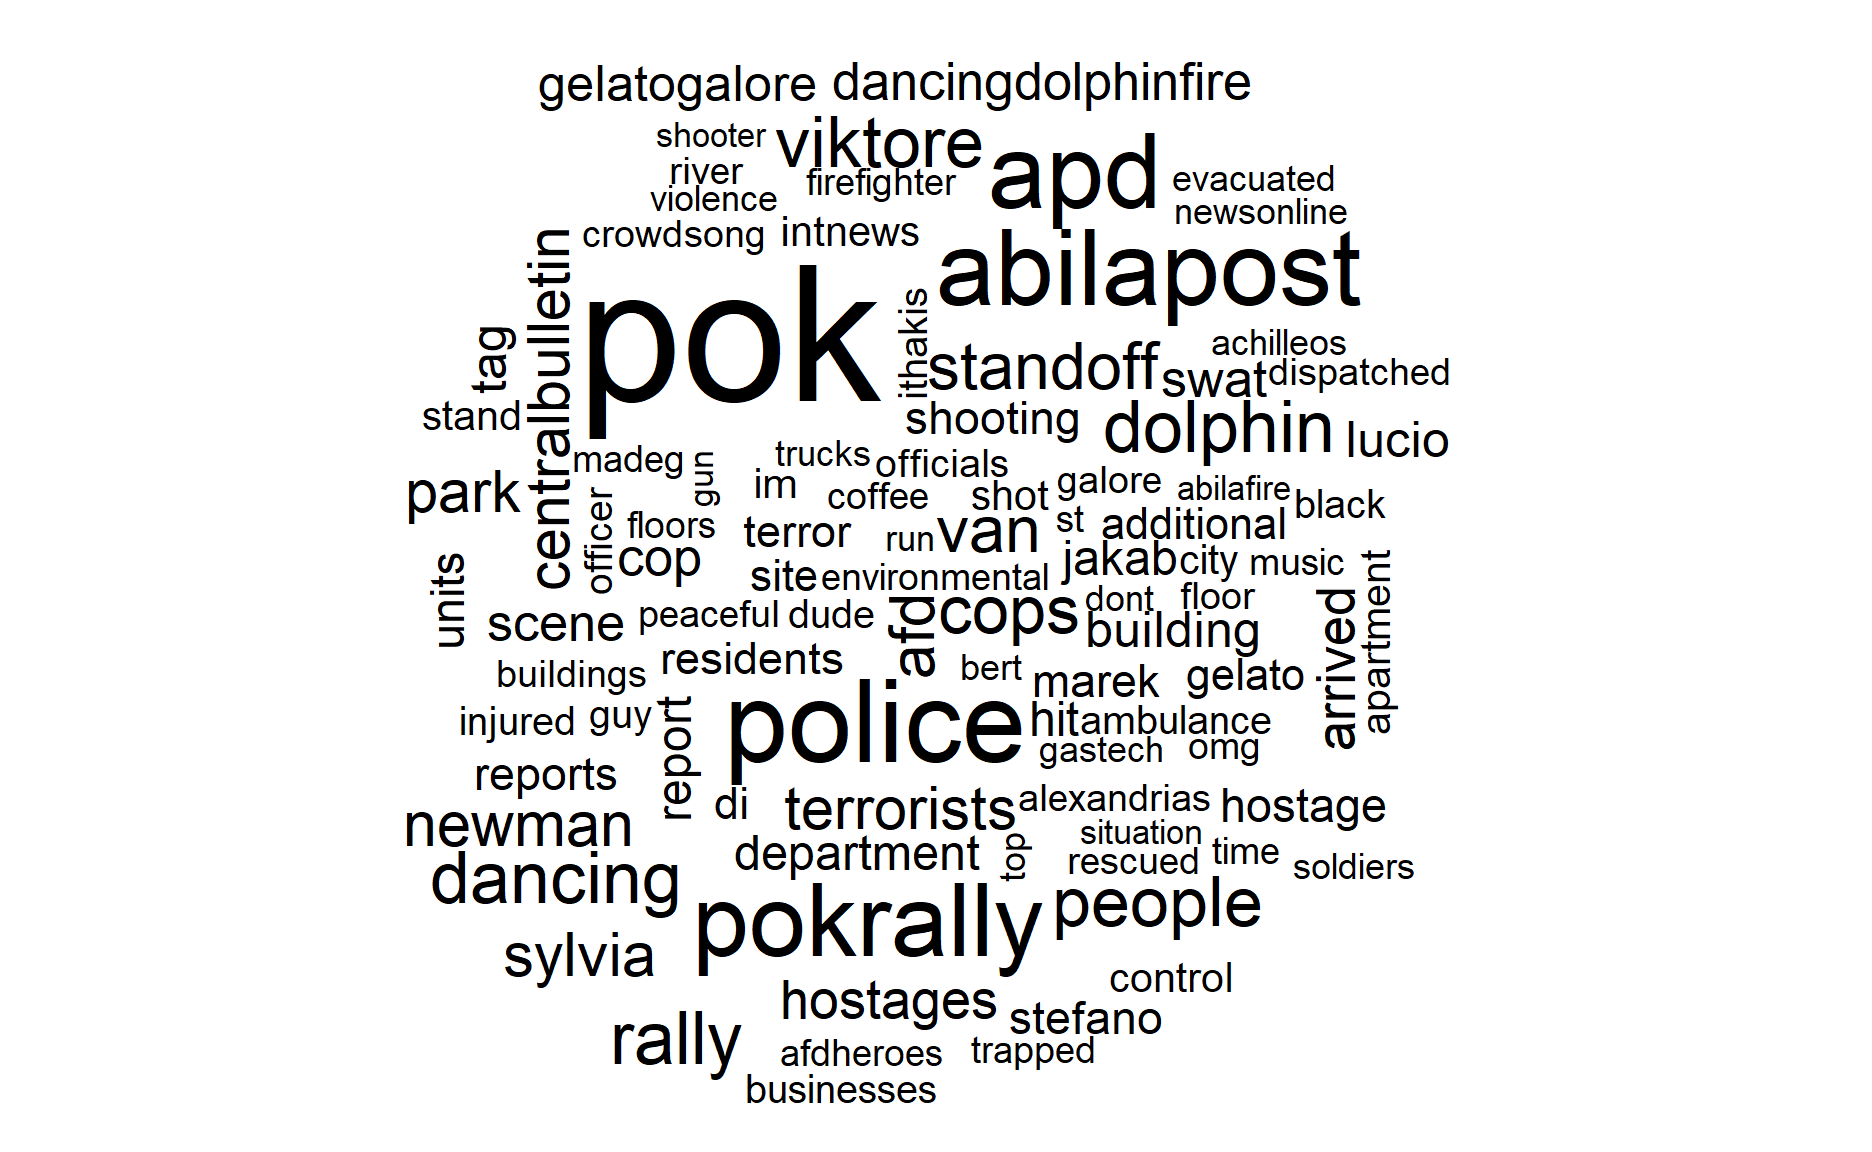 gelatogalore dancingdolphinfire
shooter viktore apd
river firefighter evacuated
violence newsonline
crowdsong intnews
centralbulletin pok abilapost
tag ithakis standoff achilleos
swat dispatched
stand shooting dolphin lucio
madeg gun trucks officials
park im coffee shot galore abilafire black
officer floors terror run van st additional
cop jakab city music
units site environmental apartment
scene peaceful dude afd cops dont floor arrived
building
buildings residents bert marek gelato
injured guy report police hit ambulance
gastech omg
reports di terrorists alexandrias hostage
newman department top situation
rescued time soldiers
dancing pokrally people
sylvia control
hostages stefano
rally afdheroes trapped
businesses